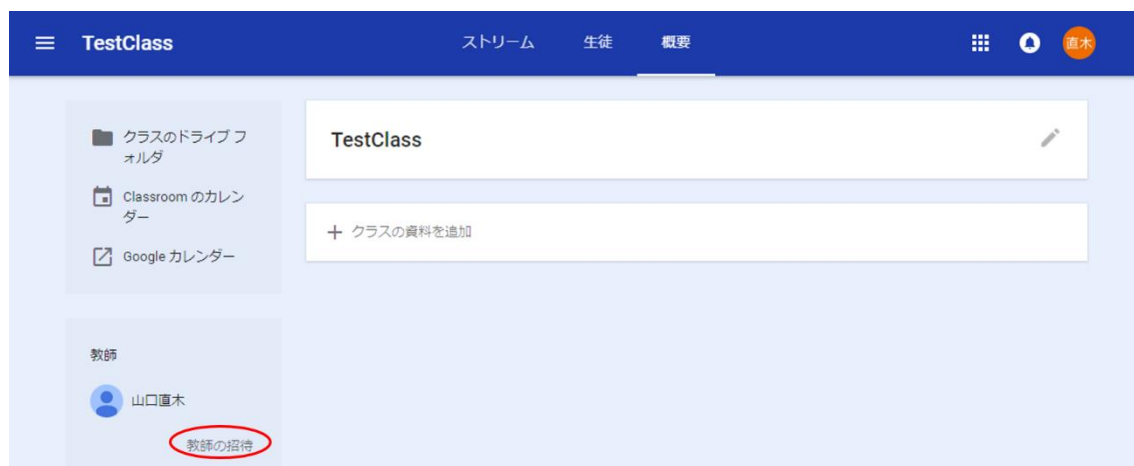 TestClass
ストリーム
生徒
概要
直木
クラスのドライブ フ
ォルダ
Classroom のカレン
ダー
Google カレンダー
TestClass
クラスの資料を追加
教師
山口直木
教師の招待